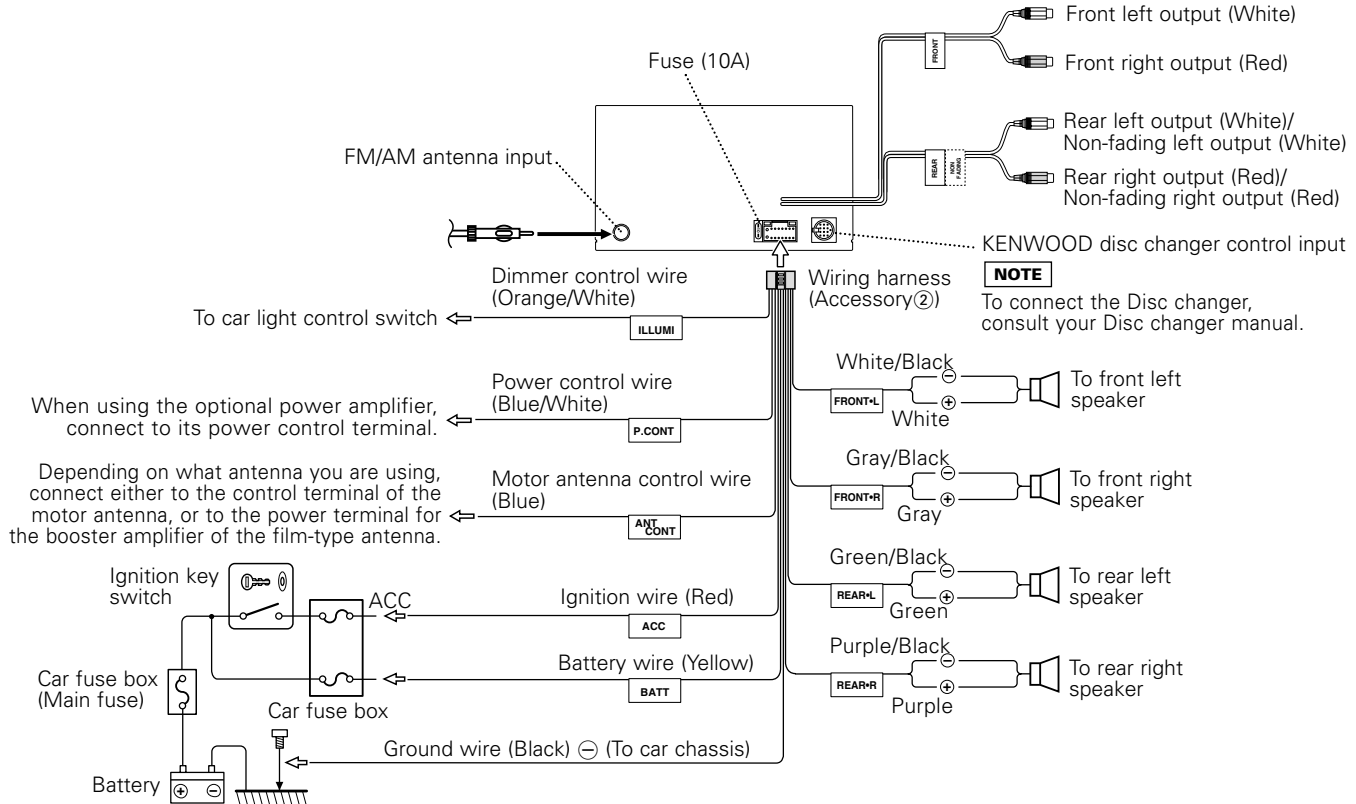 Front left output (White)
FRONT
Front right output (Red)
Fuse (10A)
Rear left output (White)/
Non-fading left output (White)
REAR
NON
FADING
Rear right output (Red)/
Non-fading right output (Red)
FM/AM antenna input
KENWOOD disc changer control input
NOTE
To connect the Disc changer,
consult your Disc changer manual.
Wiring harness
(Accessory②)
Dimmer control wire
(Orange/White)
To car light control switch
ILLUMI
Power control wire
(Blue/White)
When using the optional power amplifier,
connect to its power control terminal.
P.CONT
Depending on what antenna you are using,
connect either to the control terminal of the
motor antenna, or to the power terminal for
the booster amplifier of the film-type antenna.
Motor antenna control wire
(Blue)
ANT
CONT
Ignition key
switch
ACC
Ignition wire (Red)
ACC
Battery wire (Yellow)
BATT
Car fuse box
(Main fuse)
Car fuse box
Ground wire (Black) ⊖ (To car chassis)
Battery
⊕ ⊖
White/Black
⊖
FRONT•L
⊕
White
To front left
speaker
Gray/Black
⊖
FRONT•R
⊕
Gray
To front right
speaker
Green/Black
⊖
REAR•L
⊕
Green
To rear left
speaker
Purple/Black
⊖
REAR•R
⊕
Purple
To rear right
speaker